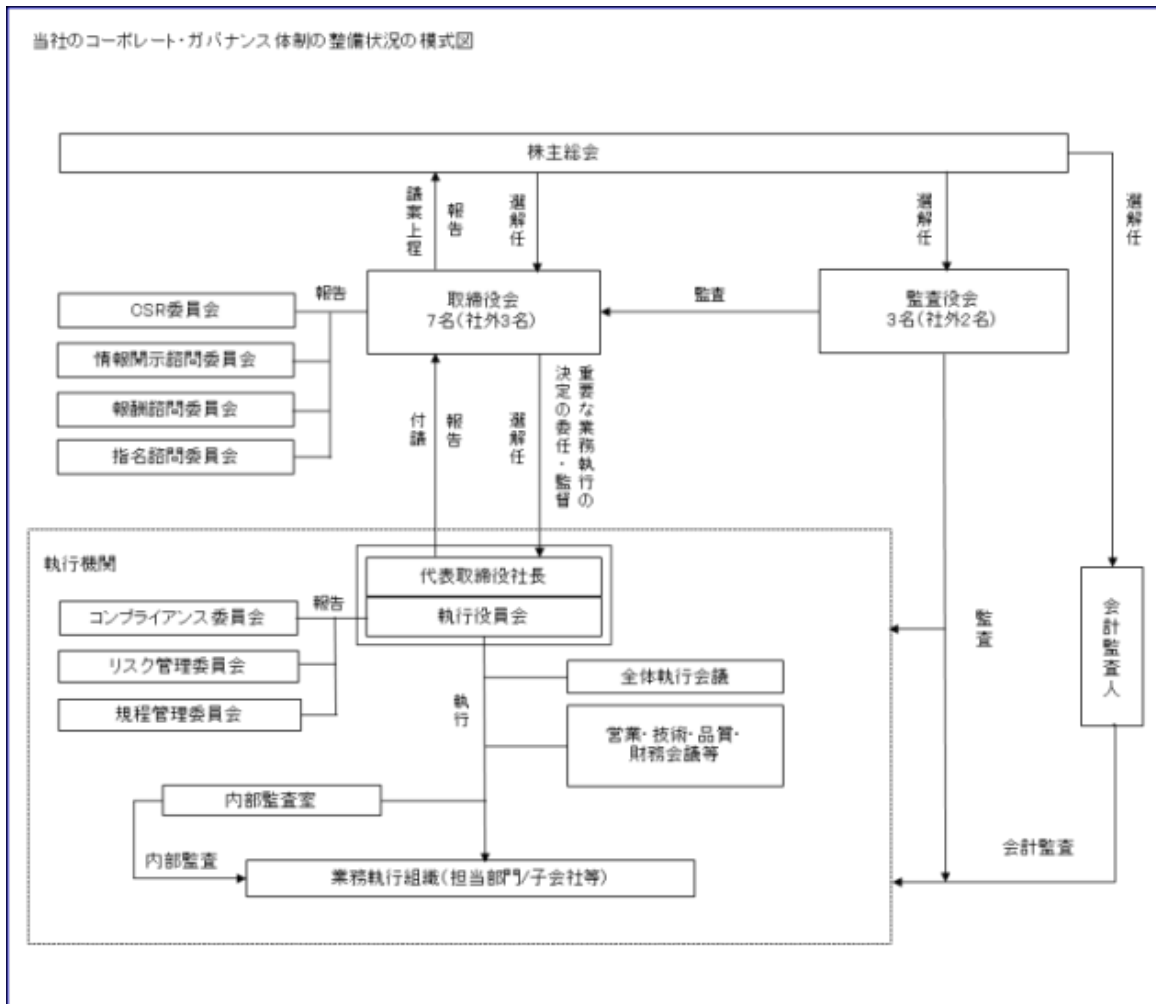 当社のコーポレート・ガバナンス体制の整備状況の模式図
株主総会
議案上程
報告
選解任
選解任
選解任
CSR委員会
報告
取締役会
7名(社外3名)
監査
監査役会
3名(社外2名)
情報開示諮問委員会
報酬諮問委員会
指名諮問委員会
付議
報告
選解任
重要な業務執行の
決定の委任・監督
執行機関
代表取締役社長
執行役員会
コンプライアンス委員会
報告
リスク管理委員会
規程管理委員会
執行
全体執行会議
営業・技術・品質・
財務会議等
監査
会計監査人
内部監査室
内部監査
業務執行組織(担当部門/子会社等)
会計監査